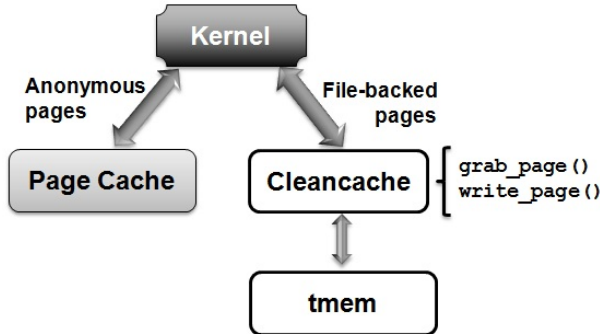 Kernel
Anonymous
pages
File-backed
pages
Page Cache
Cleancache
grab_page()
write_page()
tmem